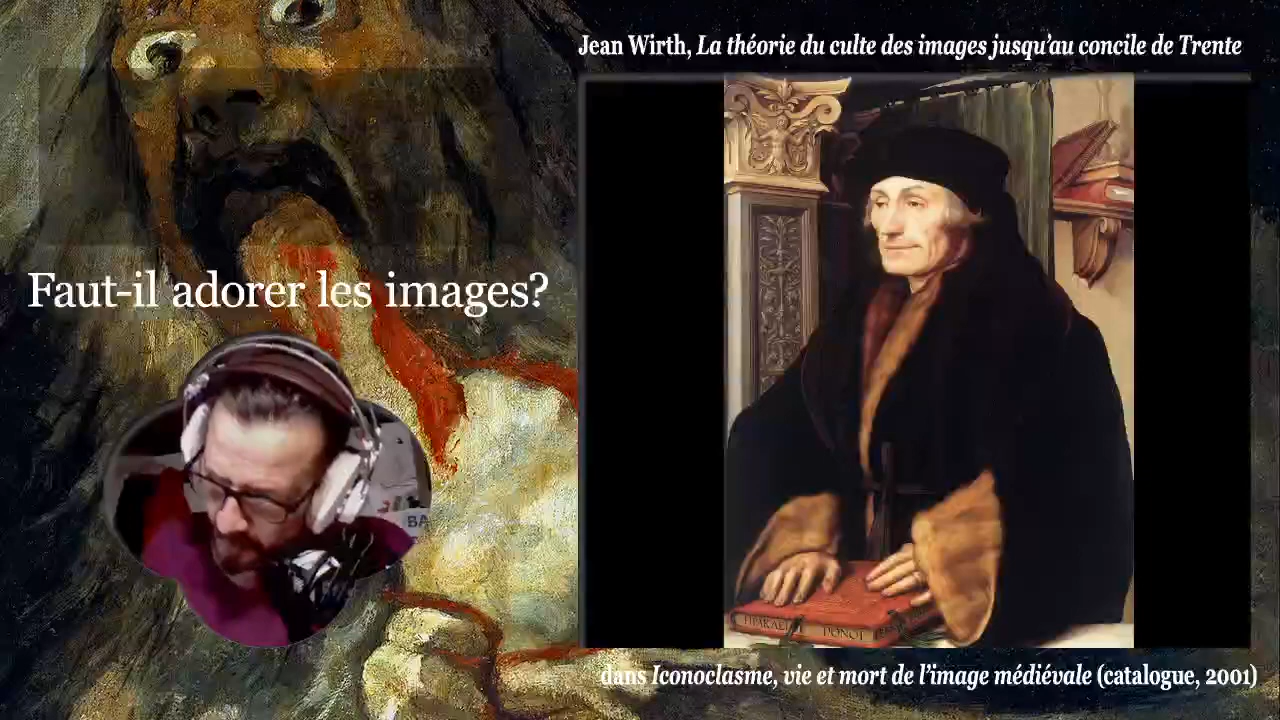 Jean Wirth, La théorie du culte des images jusqu'au concile de Trente
Faut-il adorer les images?
BA
dans Iconoclasme, vie et mort de l'image médiévale (catalogue, 2001)